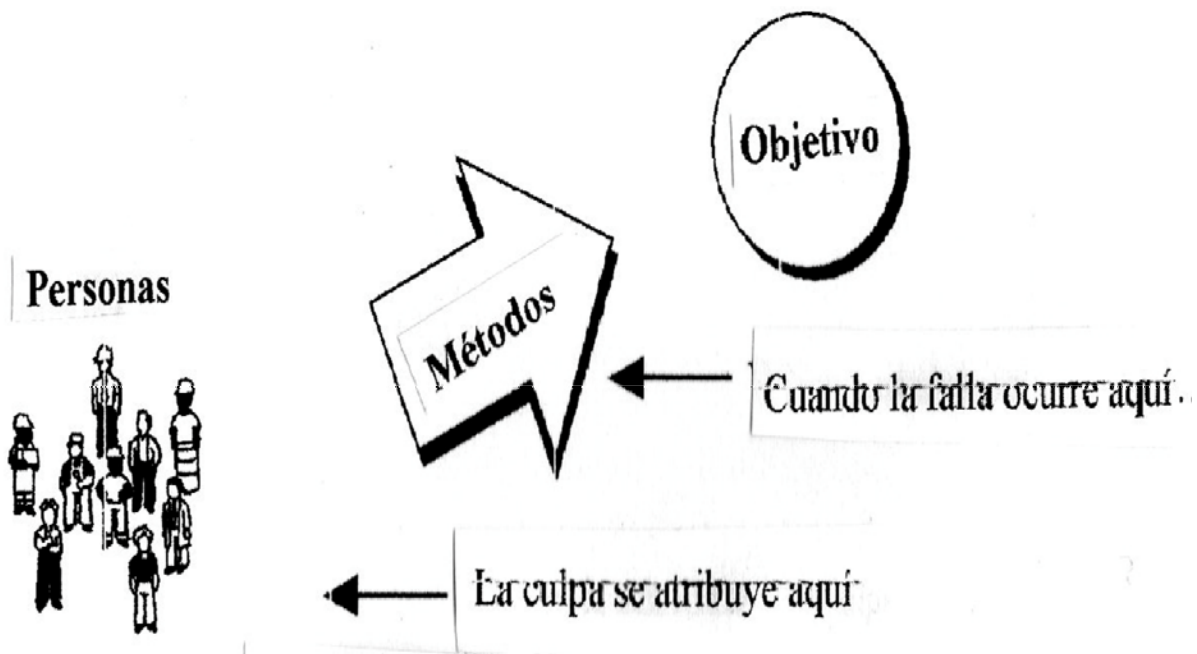 Objetivo
Métodos
Personas
Cuando la falla ocurre aquí..
La culpa se atribuye aquí